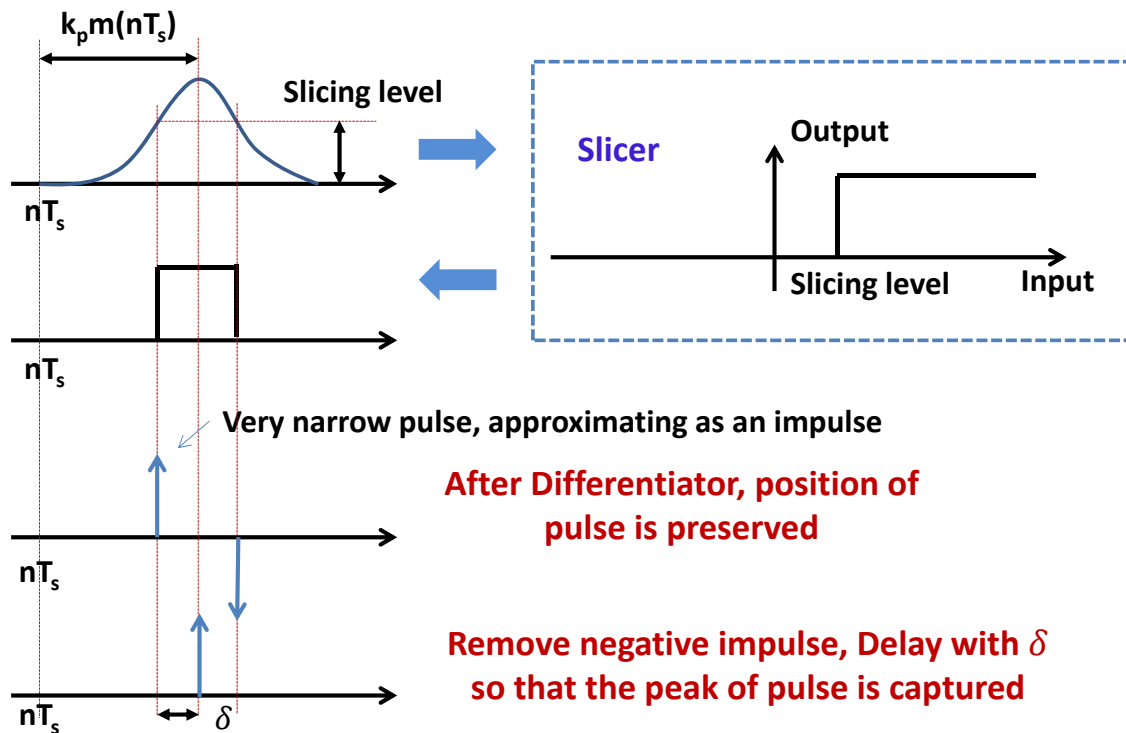 kₚm(nTₛ)
Slicing level
nTₛ
Slicer
Output
Slicing level
Input
nTₛ
Very narrow pulse, approximating as an impulse
After Differentiator, position of
pulse is preserved
nTₛ
Remove negative impulse, Delay with δ
so that the peak of pulse is captured
nTₛ
δ